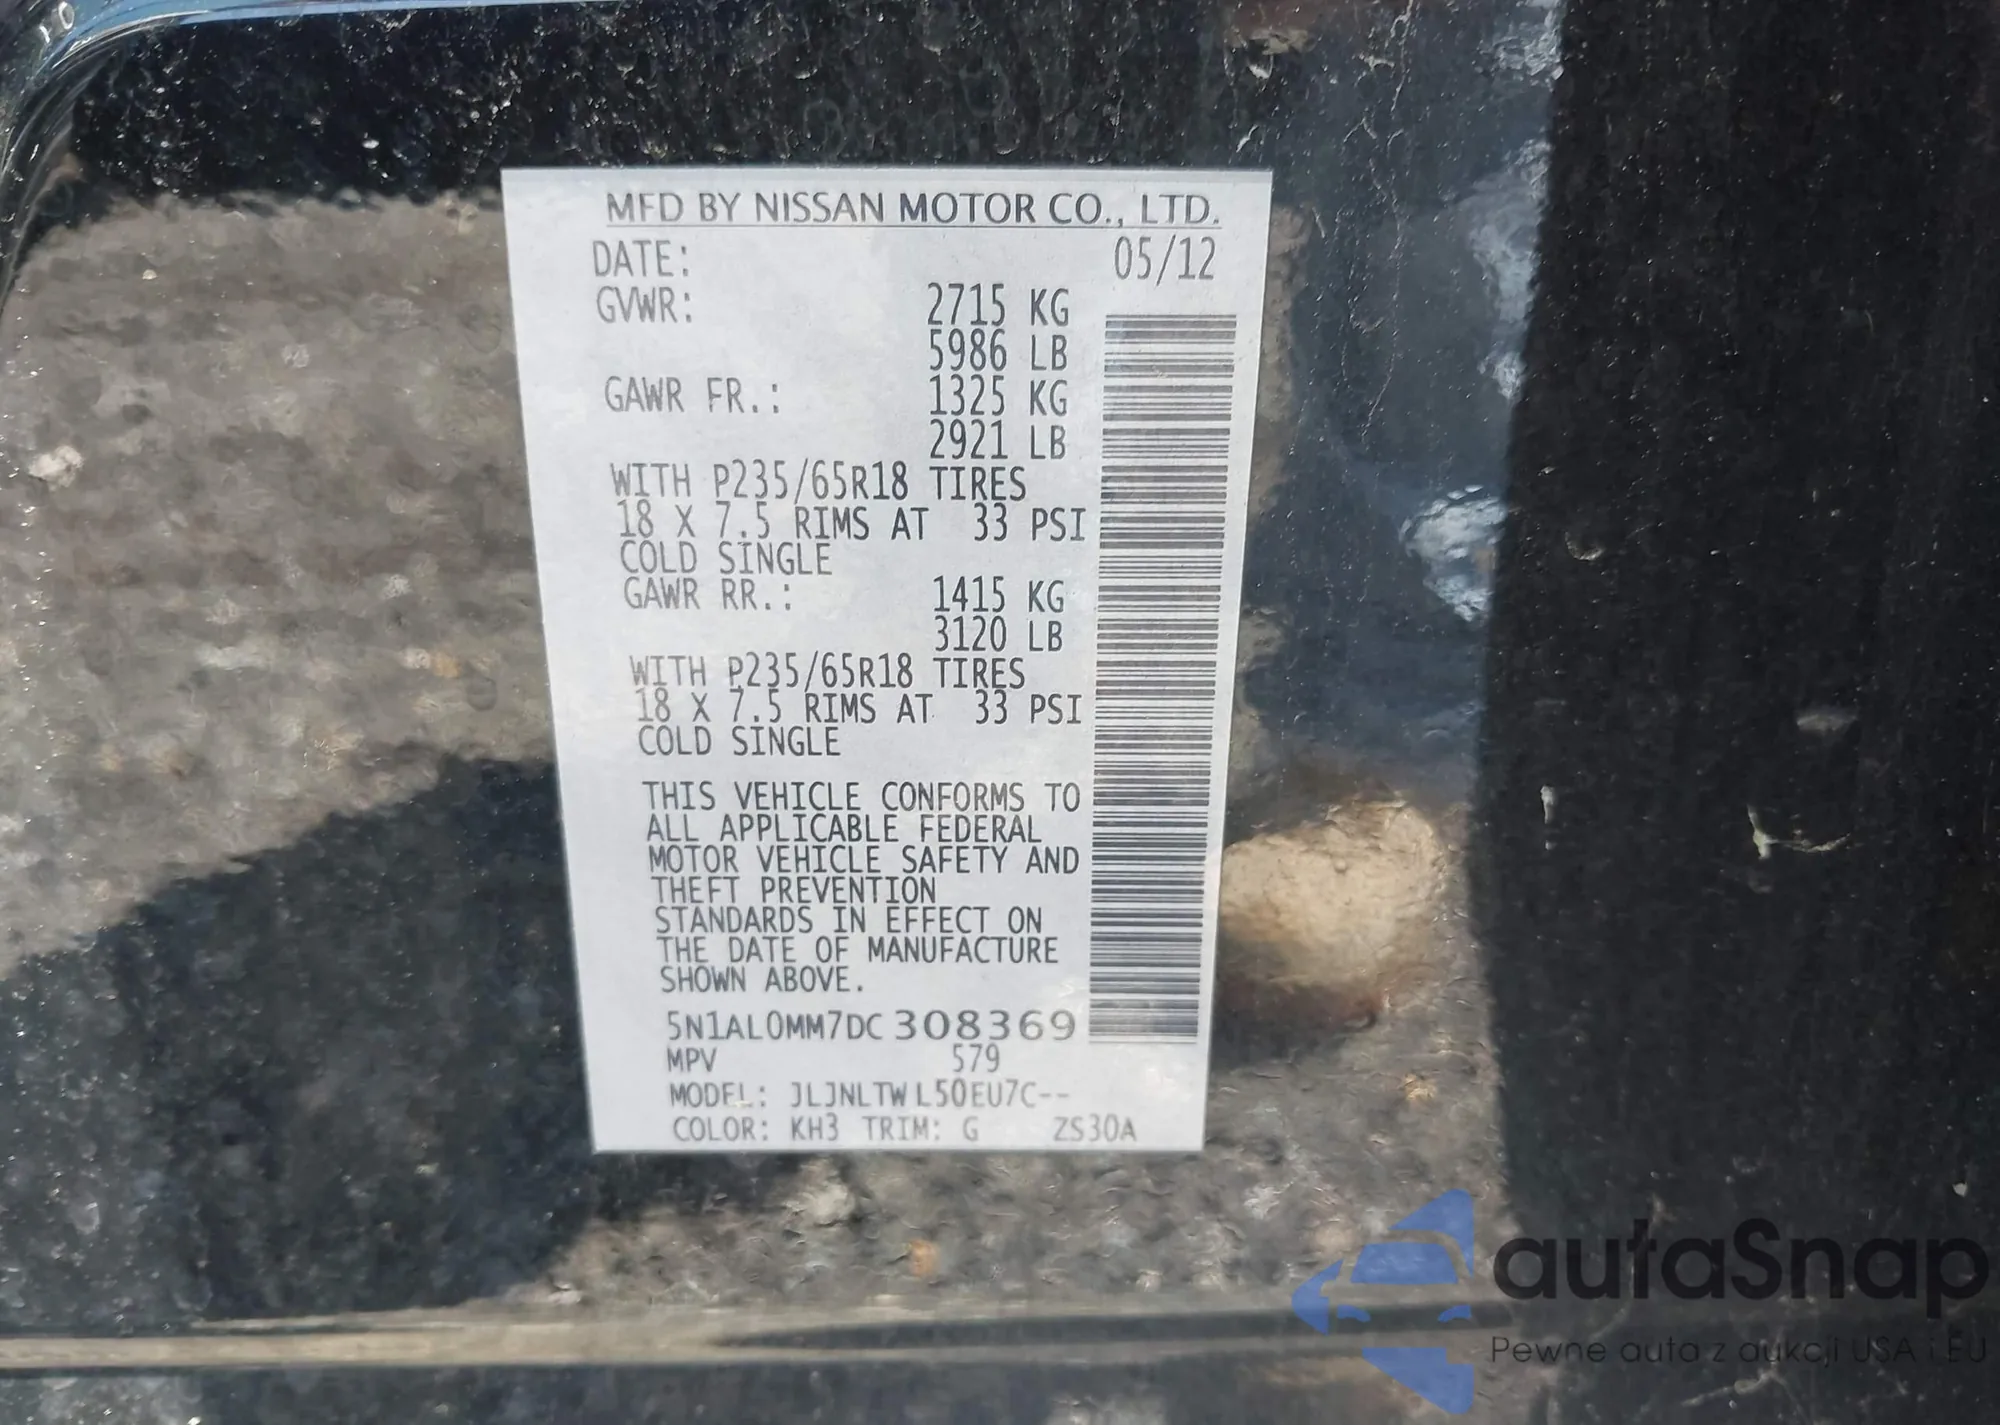 MFD BY NISSAN MOTOR CO., LTD.
DATE: 05/12
GVWR: 2715 KG
5986 LB
GAWR FR.: 1325 KG
2921 LB
WITH P235/65R18 TIRES
18 X 7.5 RIMS AT 33 PSI
COLD SINGLE
GAWR RR.: 1415 KG
3120 LB
WITH P235/65R18 TIRES
18 X 7.5 RIMS AT 33 PSI
COLD SINGLE
THIS VEHICLE CONFORMS TO
ALL APPLICABLE FEDERAL
MOTOR VEHICLE SAFETY AND
THEFT PREVENTION
STANDARDS IN EFFECT ON
THE DATE OF MANUFACTURE
SHOWN ABOVE.
5N1AL0MM7DC308369
MPV 579
MODEL: JLJNLTWL50EU7C--
COLOR: KH3 TRIM: G ZS30A
autaSnap
Pewne auta z aukcji USA i EU